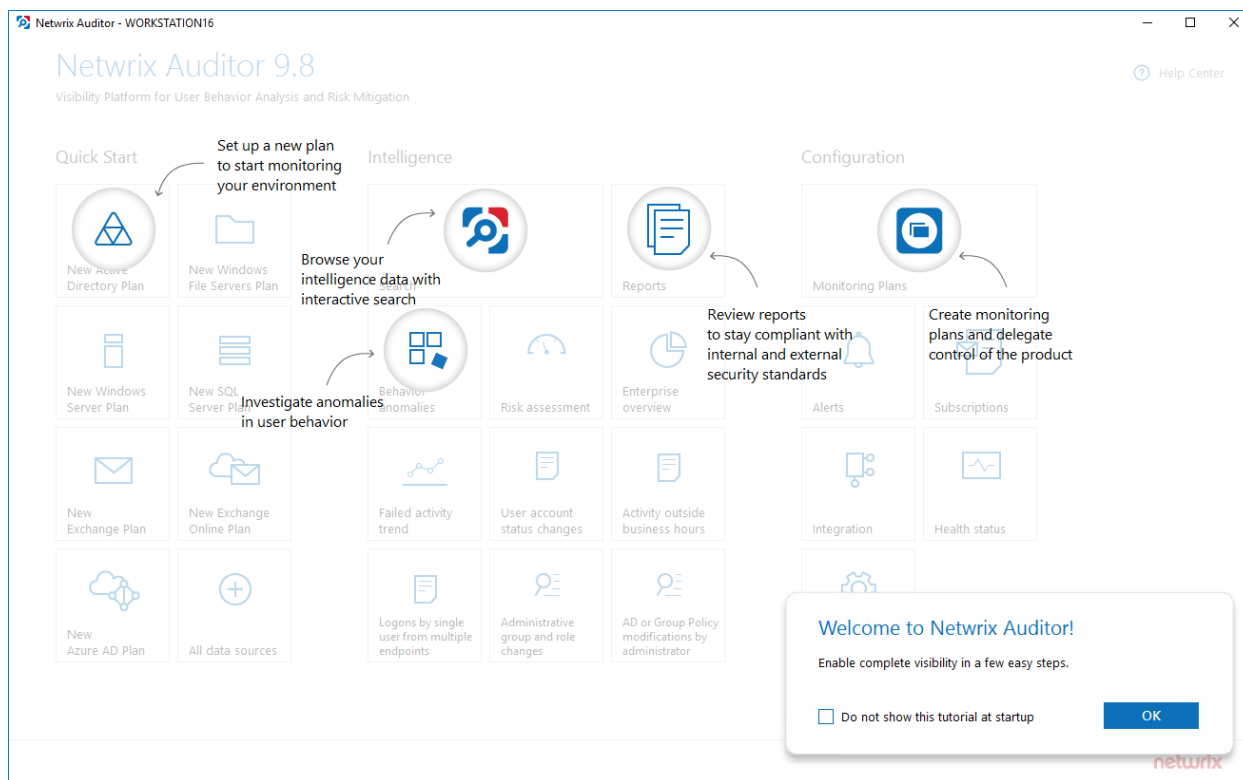 Netwrix Auditor - WORKSTATION16
Netwrix Auditor 9.8
Help Center
Visibility Platform for User Behavior Analysis and Risk Mitigation
Quick Start
Set up a new plan
to start monitoring
your environment
Intelligence
Configuration
New Active
Directory Plan
New Windows
File Servers Plan
Browse your
intelligence data with
interactive search
Search
Reports
Monitoring Plans
Review reports
to stay compliant with
internal and external
security standards
Create monitoring
plans and delegate
control of the product
New Windows
Server Plan
New SQL
Server Plan
Investigate anomalies
in user behavior
Behavior
anomalies
Risk assessment
Enterprise
overview
Alerts
Subscriptions
New
Exchange Plan
New Exchange
Online Plan
Failed activity
trend
User account
status changes
Activity outside
business hours
Integration
Health status
New
Azure AD Plan
All data sources
Logons by single
user from multiple
endpoints
Administrative
group and role
changes
AD or Group Policy
modifications by
administrator
Welcome to Netwrix Auditor!
Enable complete visibility in a few easy steps.
Do not show this tutorial at startup
OK
netwrix